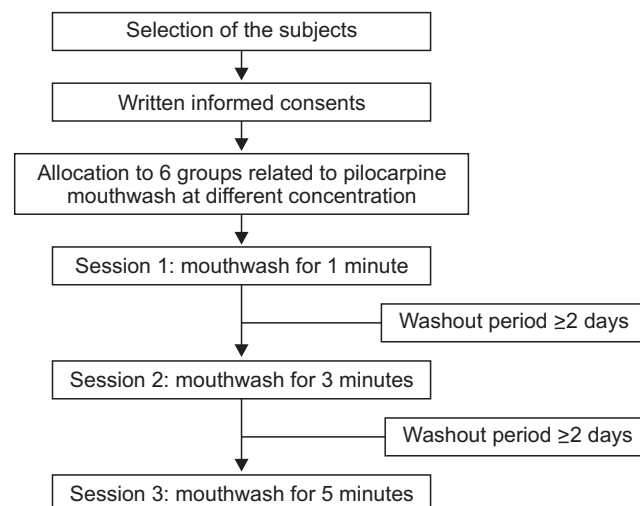 Selection of the subjects
Written informed consents
Allocation to 6 groups related to pilocarpine
mouthwash at different concentration
Session 1: mouthwash for 1 minute
Washout period ≥2 days
Session 2: mouthwash for 3 minutes
Washout period ≥2 days
Session 3: mouthwash for 5 minutes